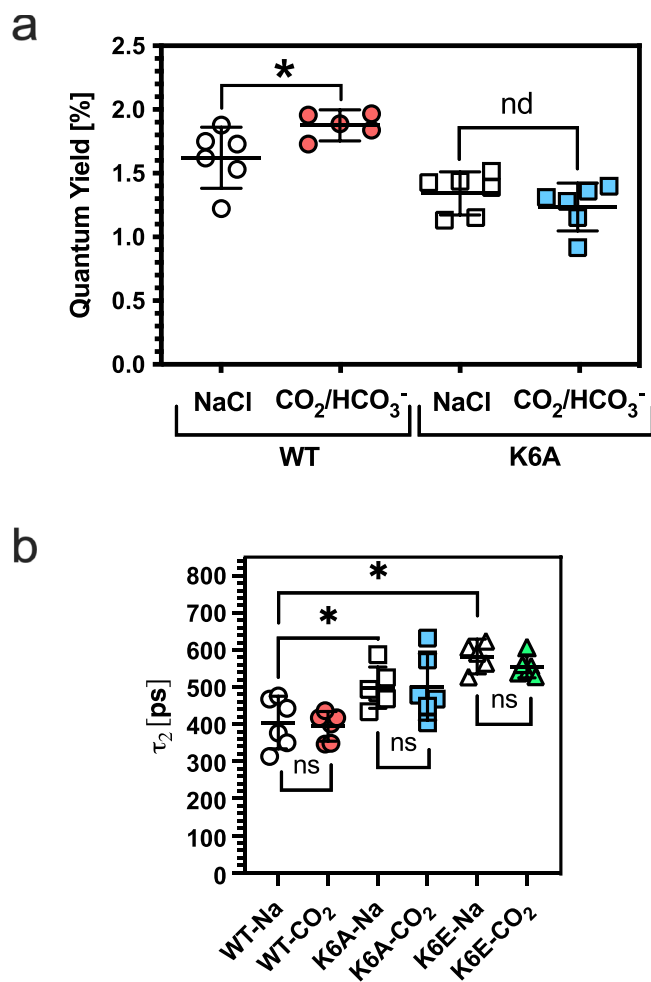 a
Quantum Yield [%]
2.5
2.0
1.5
1.0
0.5
0.0
*
nd
NaCl
CO₂/HCO₃⁻
NaCl
CO₂/HCO₃⁻
WT
K6A
b
τ₂ [ps]
800
700
600
500
400
300
200
100
0
*
*
ns
ns
ns
WT-Na
WT-CO₂
K6A-Na
K6A-CO₂
K6E-Na
K6E-CO₂